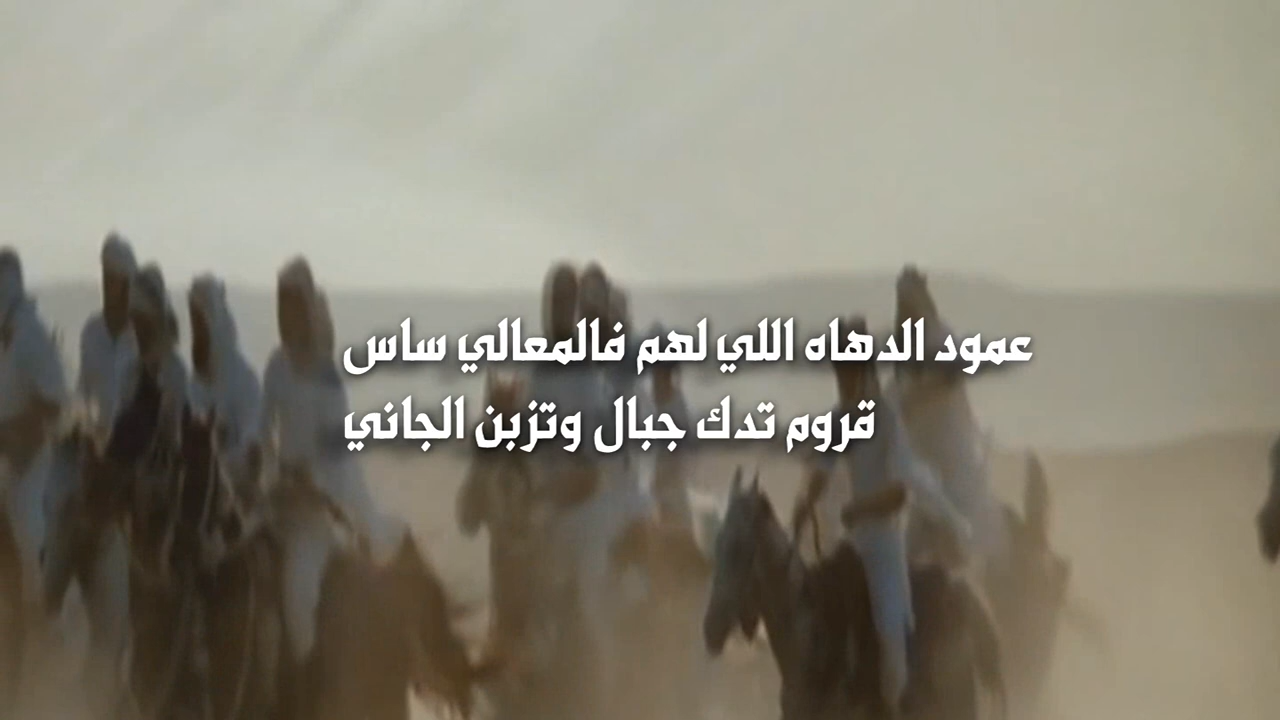 عمود الدهاه اللي لهم فالمعالي ساس
قروم تدك جبال وتزبن الجاني